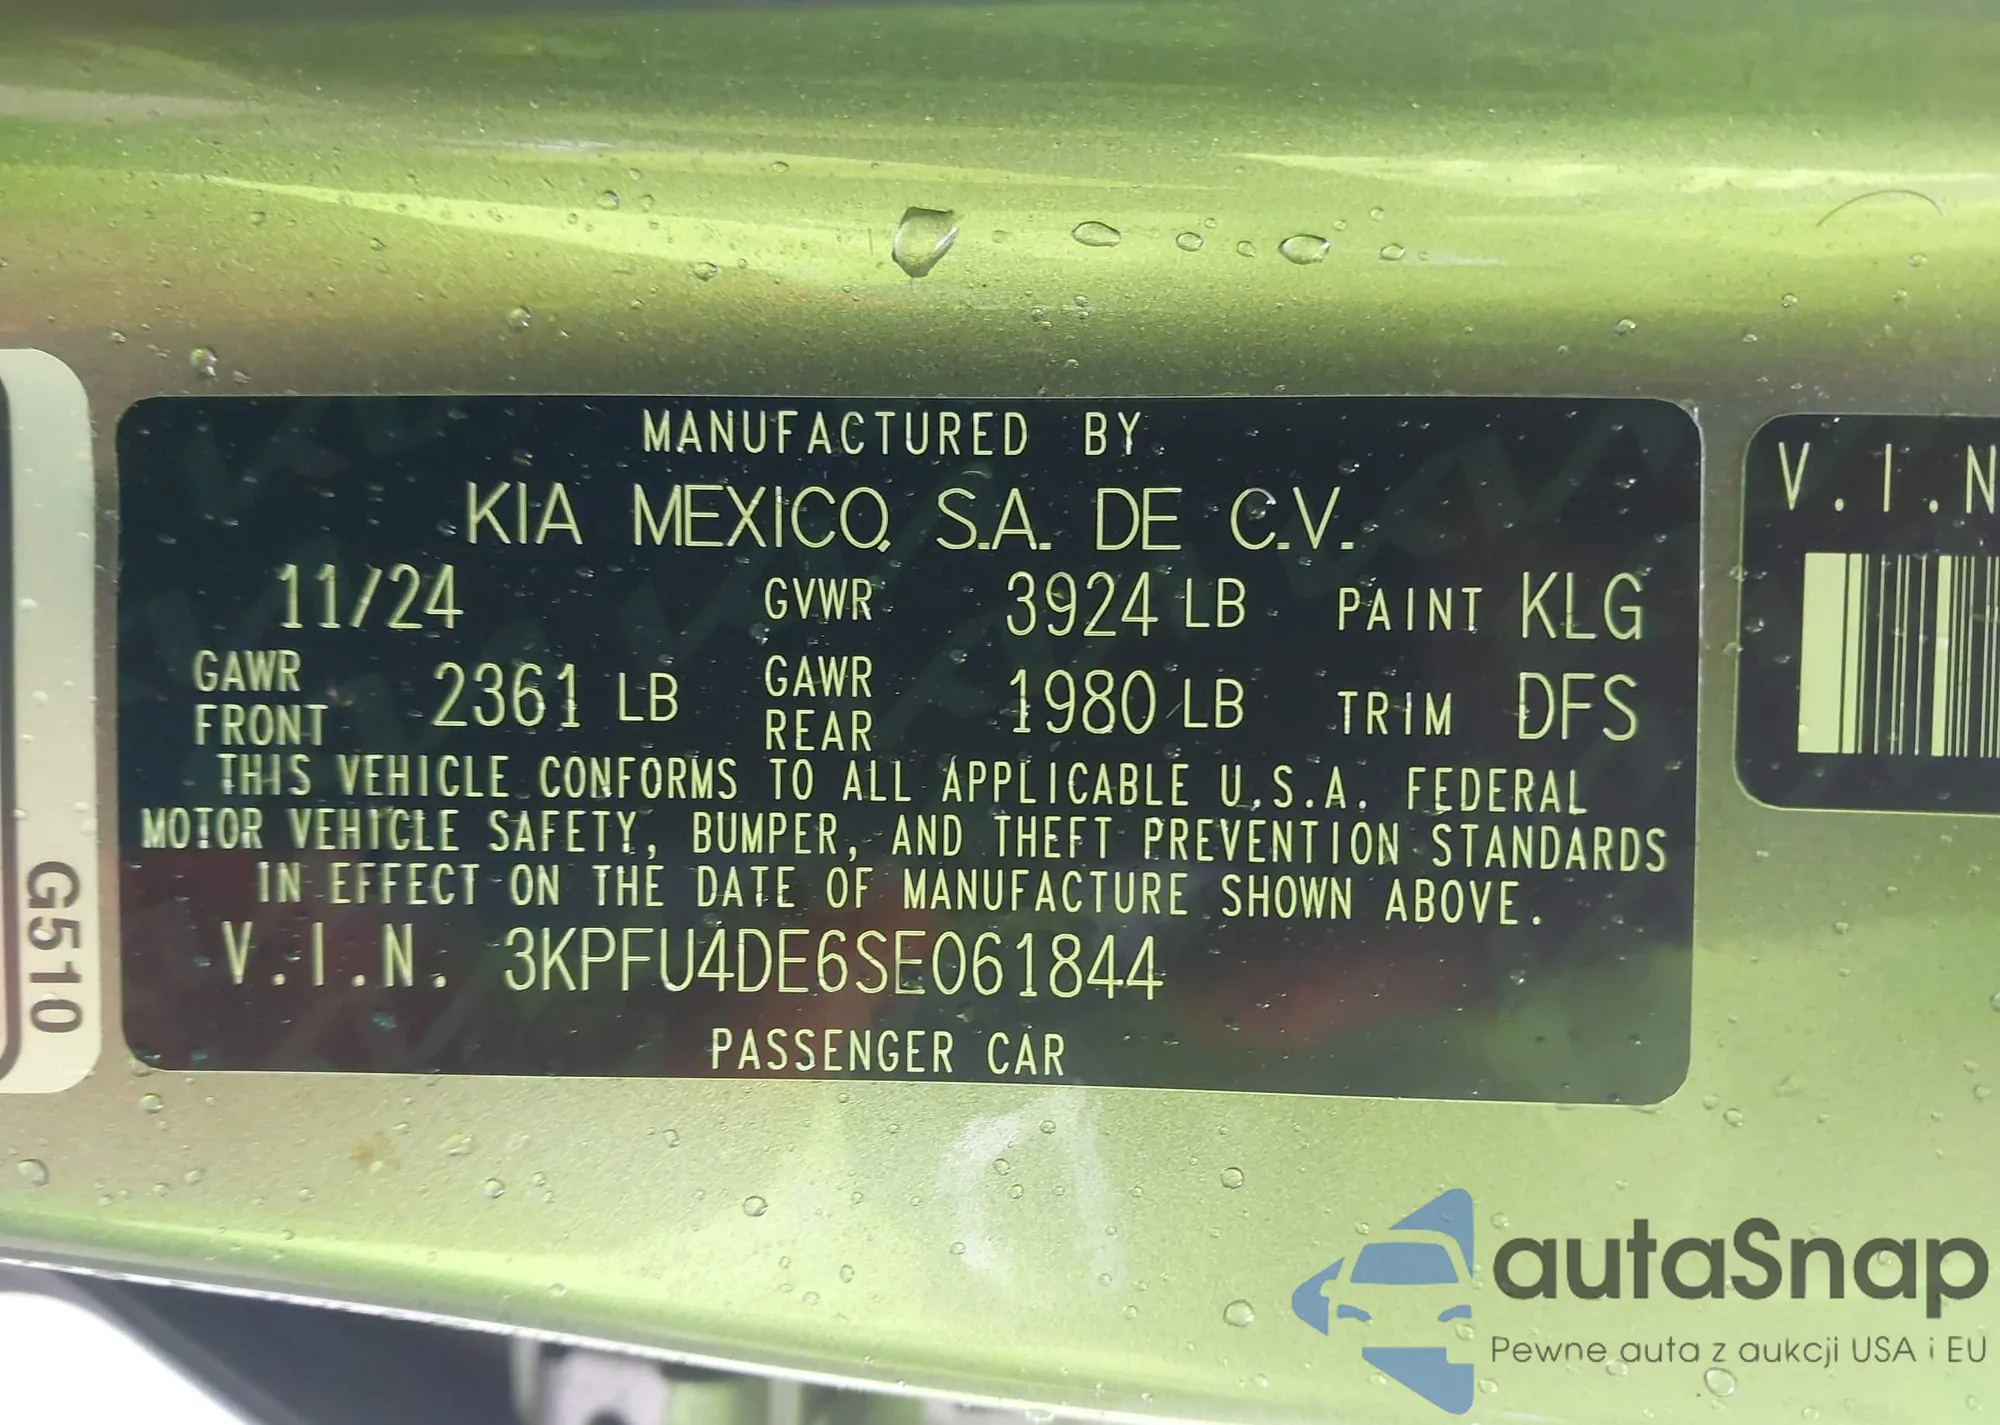 MANUFACTURED BY
KIA MEXICO, S.A. DE C.V.
11/24 GVWR 3924 LB PAINT KLG
GAWR FRONT 2361 LB GAWR REAR 1980 LB TRIM DFS
THIS VEHICLE CONFORMS TO ALL APPLICABLE U.S.A. FEDERAL
MOTOR VEHICLE SAFETY, BUMPER, AND THEFT PREVENTION STANDARDS
IN EFFECT ON THE DATE OF MANUFACTURE SHOWN ABOVE.
V.I.N. 3KPFU4DE6SE061844
PASSENGER CAR
G510
V.I.N
autaSnap
Pewne auta z aukcji USA i EU